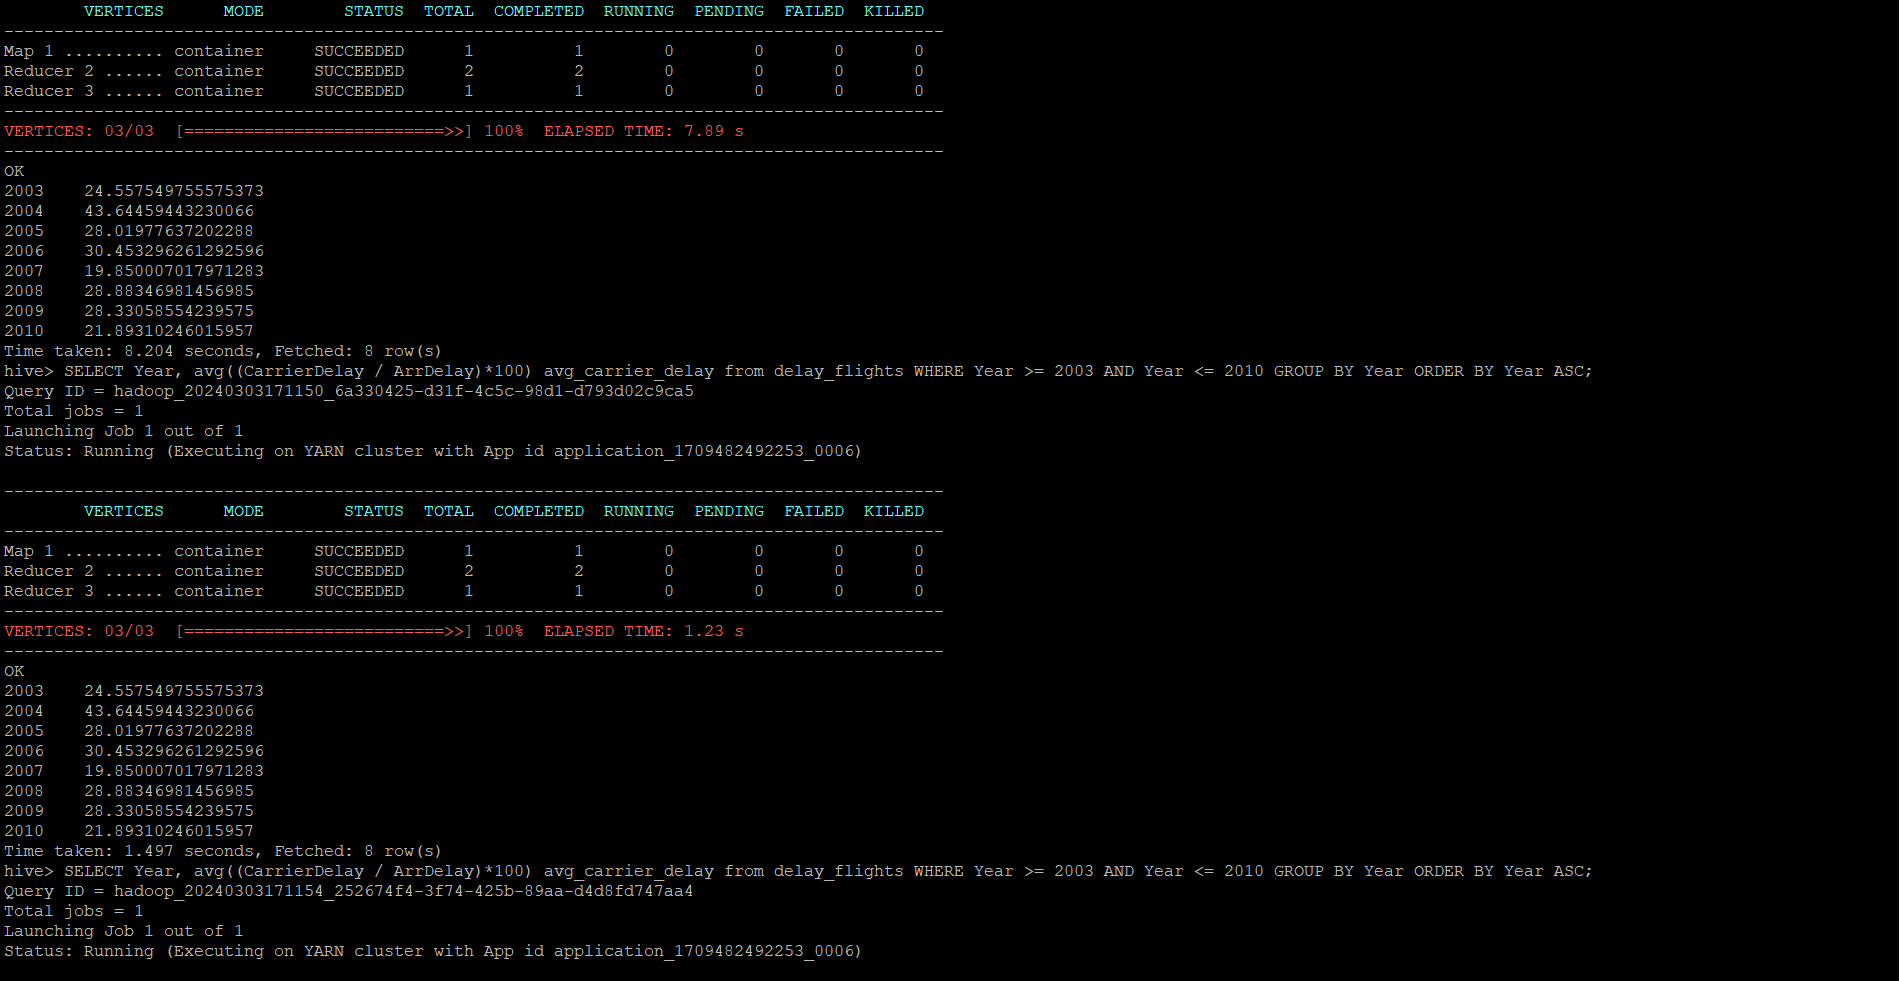 VERTICES      MODE        STATUS  TOTAL  COMPLETED  RUNNING  PENDING  FAILED  KILLED
----------------------------------------------------------------------------------------------
Map 1 .......... container     SUCCEEDED      1          1        0        0       0       0
Reducer 2 ...... container     SUCCEEDED      2          2        0        0       0       0
Reducer 3 ...... container     SUCCEEDED      1          1        0        0       0       0
----------------------------------------------------------------------------------------------
VERTICES: 03/03  [==========================>>] 100%  ELAPSED TIME: 7.89 s
----------------------------------------------------------------------------------------------
OK
2003    24.557549755575373
2004    43.64459443230066
2005    28.01977637202288
2006    30.453296261292596
2007    19.850007017971283
2008    28.88346981456985
2009    28.33058554239575
2010    21.89310246015957
Time taken: 8.204 seconds, Fetched: 8 row(s)
hive> SELECT Year, avg((CarrierDelay / ArrDelay)*100) avg_carrier_delay from delay_flights WHERE Year >= 2003 AND Year <= 2010 GROUP BY Year ORDER BY Year ASC;
Query ID = hadoop_20240303171150_6a330425-d31f-4c5c-98d1-d793d02c9ca5
Total jobs = 1
Launching Job 1 out of 1
Status: Running (Executing on YARN cluster with App id application_1709482492253_0006)
----------------------------------------------------------------------------------------------
        VERTICES      MODE        STATUS  TOTAL  COMPLETED  RUNNING  PENDING  FAILED  KILLED
----------------------------------------------------------------------------------------------
Map 1 .......... container     SUCCEEDED      1          1        0        0       0       0
Reducer 2 ...... container     SUCCEEDED      2          2        0        0       0       0
Reducer 3 ...... container     SUCCEEDED      1          1        0        0       0       0
----------------------------------------------------------------------------------------------
VERTICES: 03/03  [==========================>>] 100%  ELAPSED TIME: 1.23 s
----------------------------------------------------------------------------------------------
OK
2003    24.557549755575373
2004    43.64459443230066
2005    28.01977637202288
2006    30.453296261292596
2007    19.850007017971283
2008    28.88346981456985
2009    28.33058554239575
2010    21.89310246015957
Time taken: 1.497 seconds, Fetched: 8 row(s)
hive> SELECT Year, avg((CarrierDelay / ArrDelay)*100) avg_carrier_delay from delay_flights WHERE Year >= 2003 AND Year <= 2010 GROUP BY Year ORDER BY Year ASC;
Query ID = hadoop_20240303171154_252674f4-3f74-425b-89aa-d4d8fd747aa4
Total jobs = 1
Launching Job 1 out of 1
Status: Running (Executing on YARN cluster with App id application_1709482492253_0006)